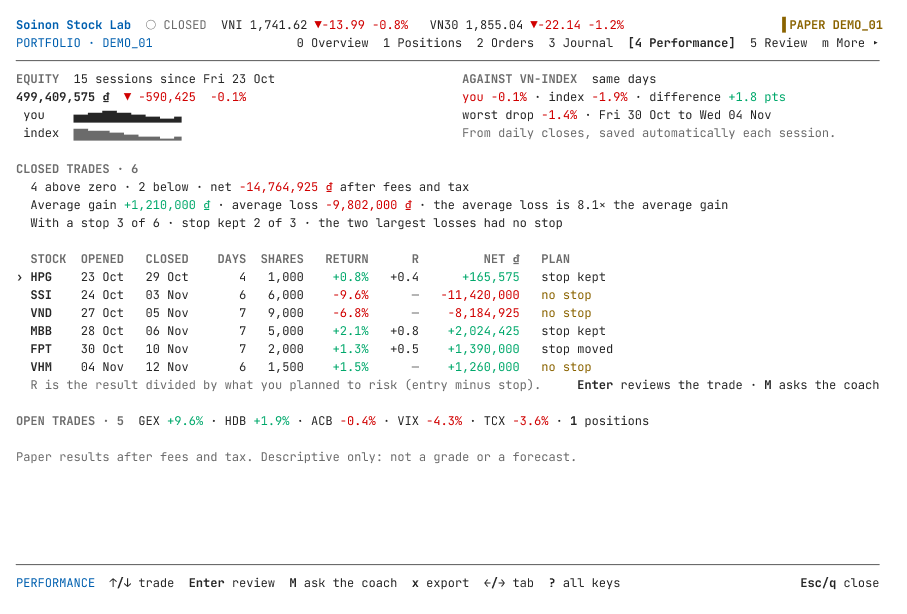 Soinon Stock Lab ○ CLOSED VNI 1,741.62 ▼-13.99 -0.8% VN30 1,855.04 ▼-22.14 -1.2% PAPER DEMO_01
PORTFOLIO · DEMO_01 0 Overview 1 Positions 2 Orders 3 Journal [4 Performance] 5 Review m More ▸
EQUITY 15 sessions since Fri 23 Oct
499,409,575 ₫ ▼ -590,425 -0.1%
you
index
AGAINST VN-INDEX same days
you -0.1% · index -1.9% · difference +1.8 pts
worst drop -1.4% · Fri 30 Oct to Wed 04 Nov
From daily closes, saved automatically each session.
CLOSED TRADES · 6
4 above zero · 2 below · net -14,764,925 ₫ after fees and tax
Average gain +1,210,000 ₫ · average loss -9,802,000 ₫ · the average loss is 8.1× the average gain
With a stop 3 of 6 · stop kept 2 of 3 · the two largest losses had no stop
STOCK OPENED CLOSED DAYS SHARES RETURN R NET ₫ PLAN
› HPG 23 Oct 29 Oct 4 1,000 +0.8% +0.4 +165,575 stop kept
SSI 24 Oct 03 Nov 6 6,000 -9.6% — -11,420,000 no stop
VND 27 Oct 05 Nov 7 9,000 -6.8% — -8,184,925 no stop
MBB 28 Oct 06 Nov 7 5,000 +2.1% +0.8 +2,024,425 stop kept
FPT 30 Oct 10 Nov 7 2,000 +1.3% +0.5 +1,390,000 stop moved
VHM 04 Nov 12 Nov 6 1,500 +1.5% — +1,260,000 no stop
R is the result divided by what you planned to risk (entry minus stop). Enter reviews the trade · M asks the coach
OPEN TRADES · 5 GEX +9.6% · HDB +1.9% · ACB -0.4% · VIX -4.3% · TCX -3.6% · 1 positions
Paper results after fees and tax. Descriptive only: not a grade or a forecast.
PERFORMANCE ↑/↓ trade Enter review M ask the coach x export ←/→ tab ? all keys Esc/q close